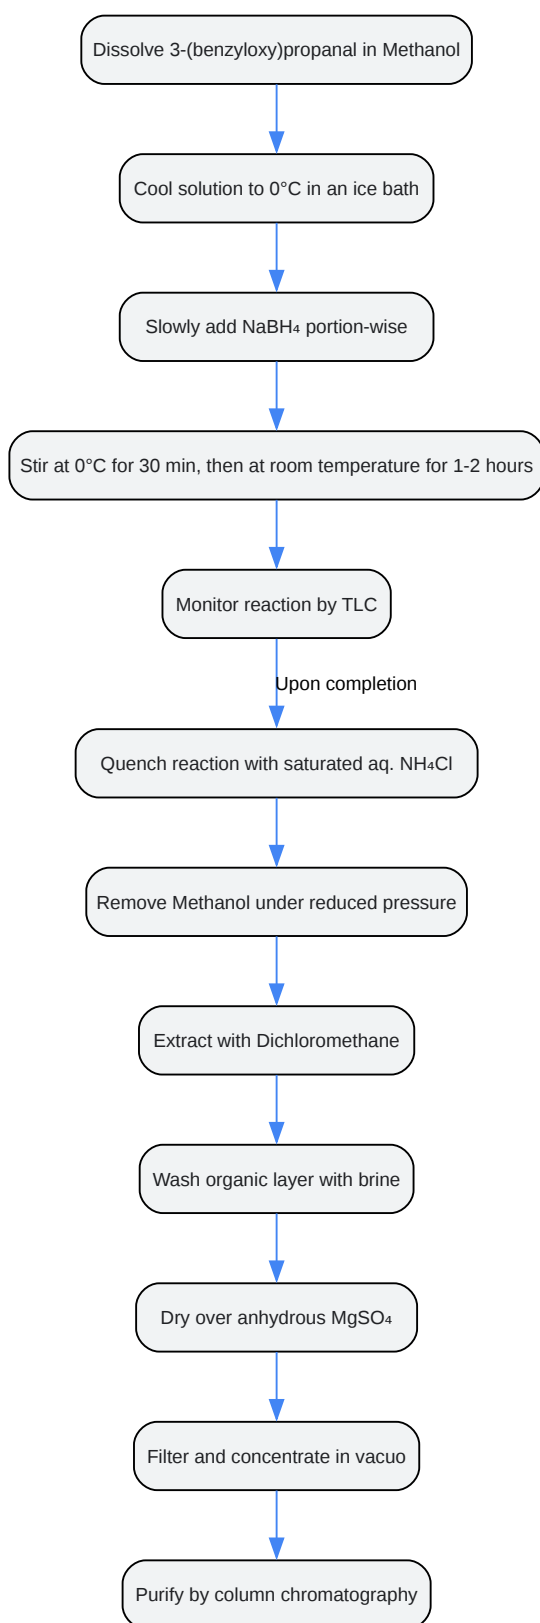 Dissolve 3-(benzyloxy)propanal in Methanol
Cool solution to 0°C in an ice bath
Slowly add NaBH₄ portion-wise
Stir at 0°C for 30 min, then at room temperature for 1-2 hours
Monitor reaction by TLC
Upon completion
Quench reaction with saturated aq. NH₄Cl
Remove Methanol under reduced pressure
Extract with Dichloromethane
Wash organic layer with brine
Dry over anhydrous MgSO₄
Filter and concentrate in vacuo
Purify by column chromatography